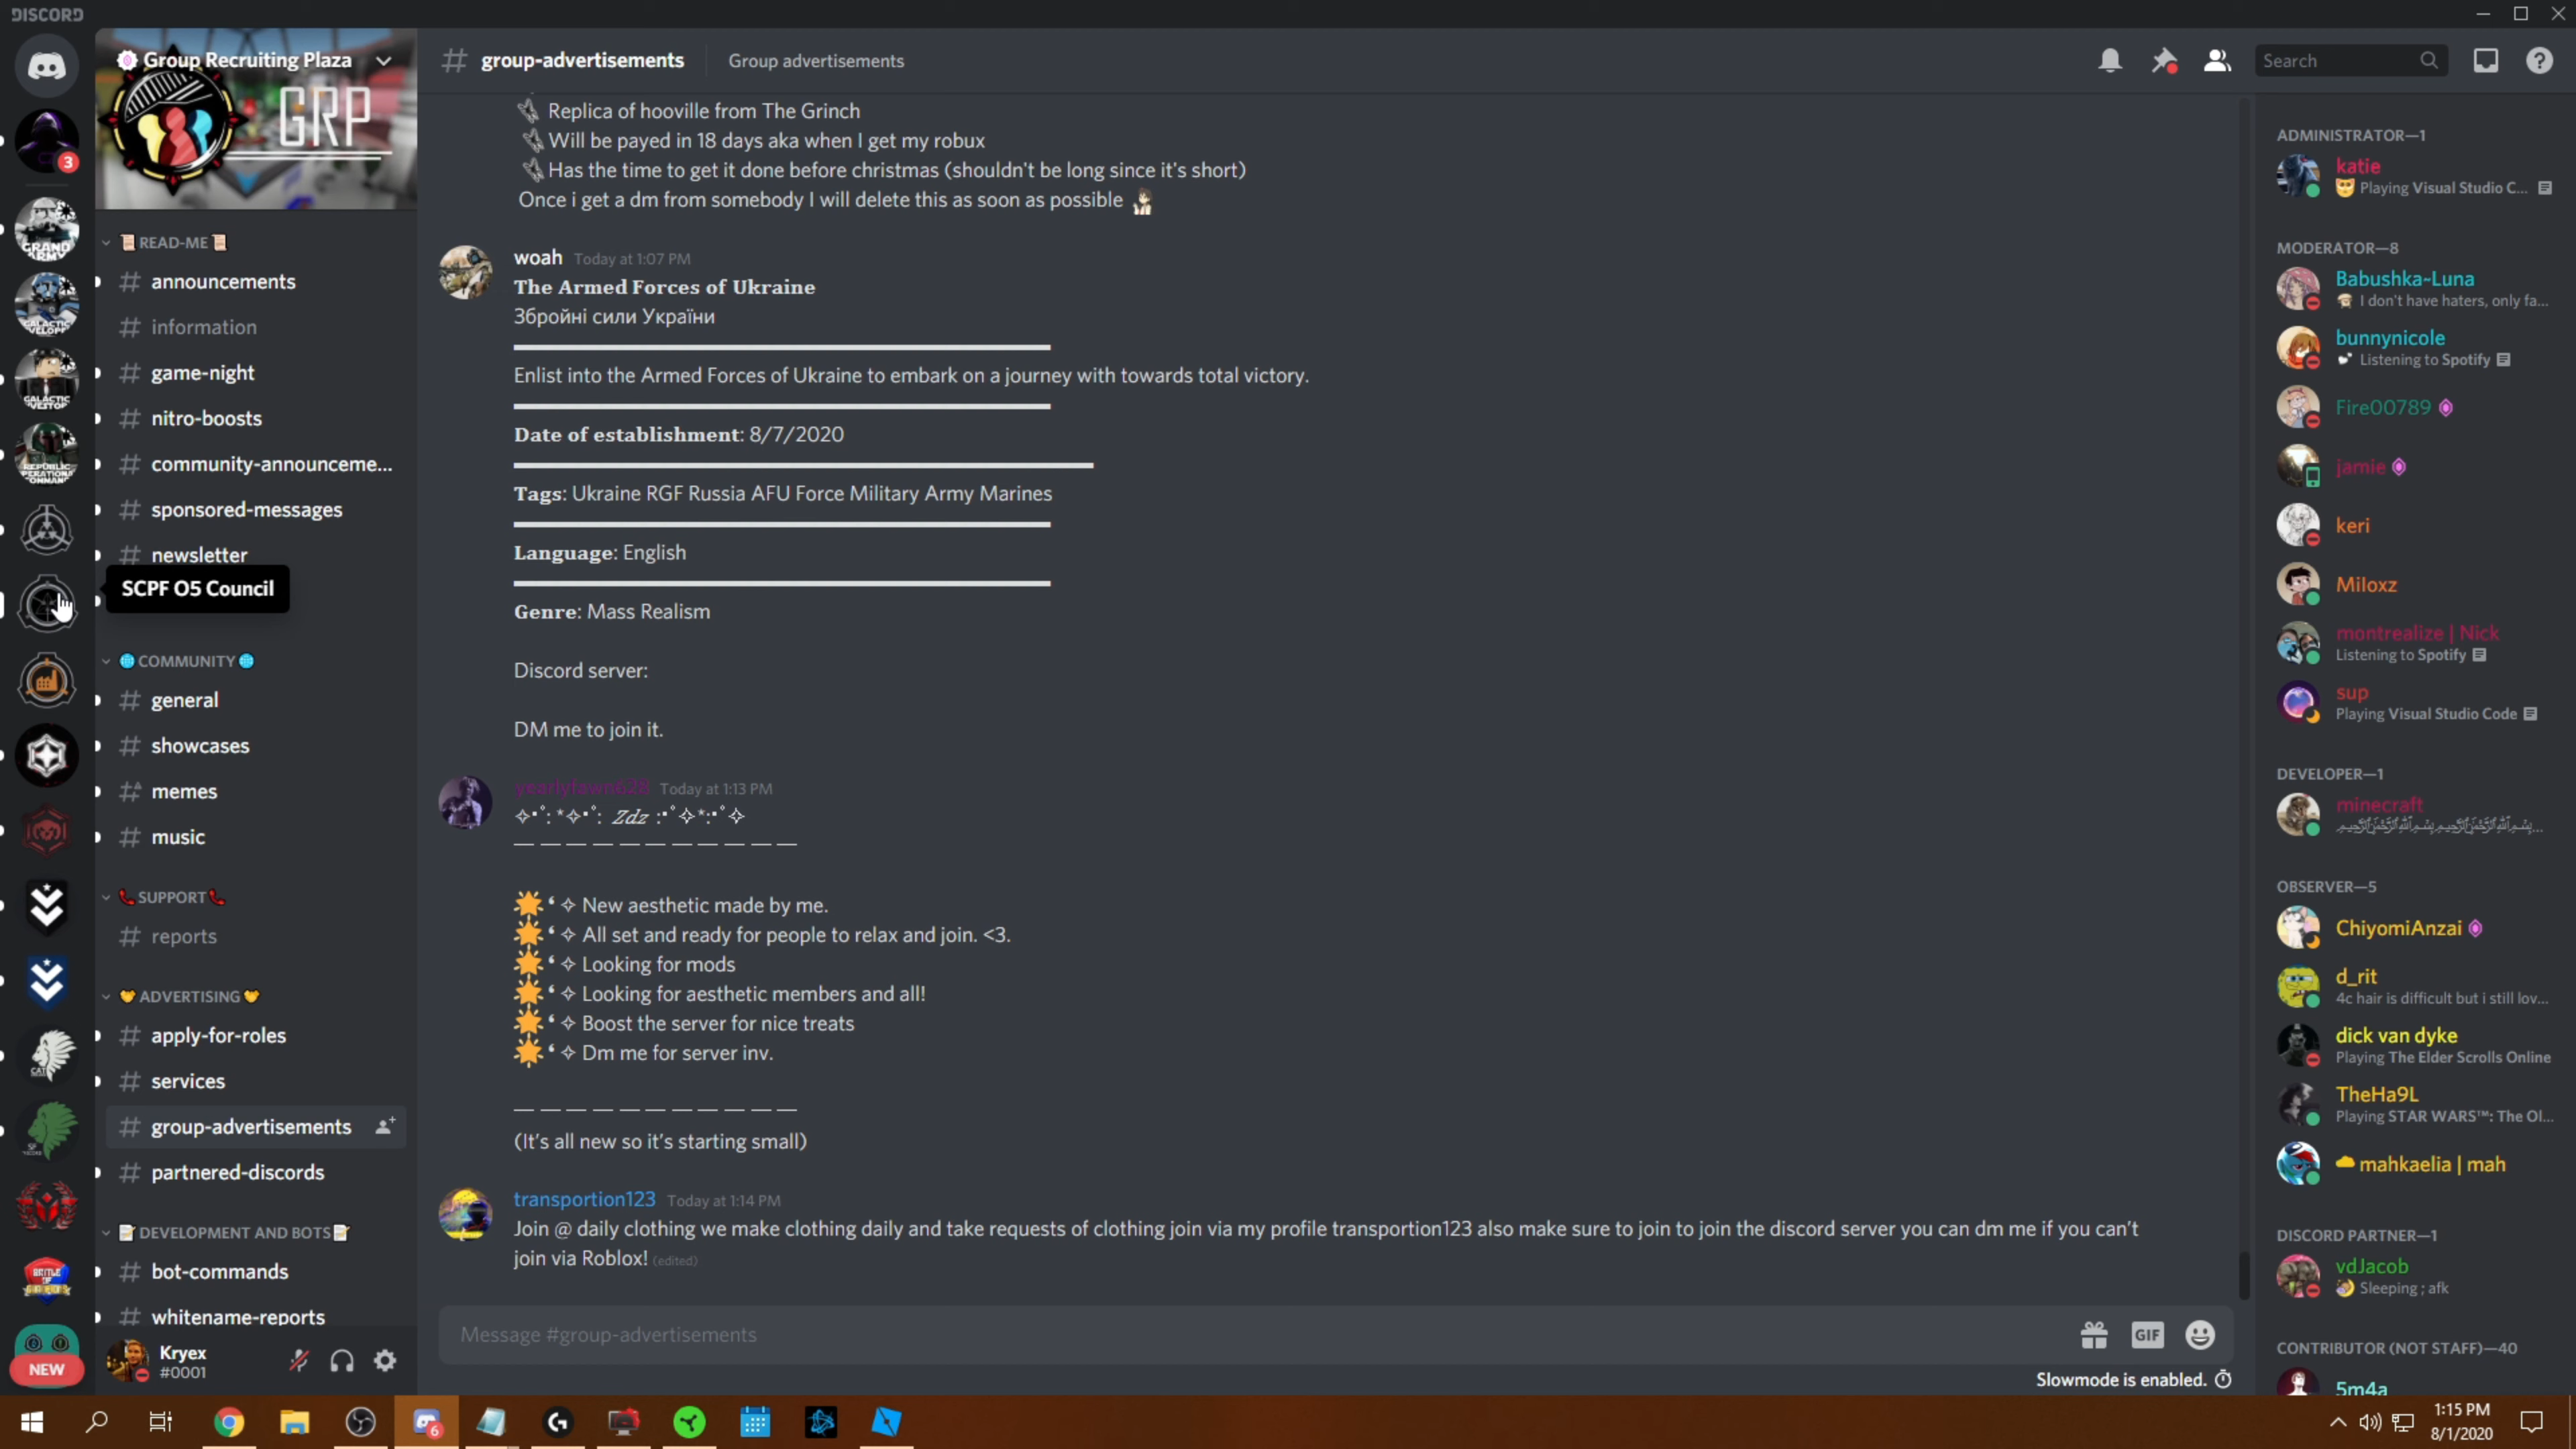 DISCORD
Group Recruiting Plaza
GRP
3
GRAND
ARMY
READ-ME
# announcements
# information
# game-night
# nitro-boosts
# community-announceme...
# sponsored-messages
# newsletter
SCPF O5 Council
COMMUNITY
# general
# showcases
# memes
# music
SUPPORT
# reports
ADVERTISING
# apply-for-roles
# services
# group-advertisements
# partnered-discords
DEVELOPMENT AND BOTS
# bot-commands
# whitename-reports
NEW
Kryex
#0001
# group-advertisements
Group advertisements
Search
Replica of hooville from The Grinch
Will be payed in 18 days aka when I get my robux
Has the time to get it done before christmas (shouldn't be long since it's short)
Once i get a dm from somebody I will delete this as soon as possible
woah Today at 1:07 PM
The Armed Forces of Ukraine
Збройні сили України
Enlist into the Armed Forces of Ukraine to embark on a journey with towards total victory.
Date of establishment: 8/7/2020
Tags: Ukraine RGF Russia AFU Force Military Army Marines
Language: English
Genre: Mass Realism
Discord server:
DM me to join it.
yearlyfawn628 Today at 1:13 PM
Zdz
New aesthetic made by me.
All set and ready for people to relax and join. <3.
Looking for mods
Looking for aesthetic members and all!
Boost the server for nice treats
Dm me for server inv.
(It's all new so it's starting small)
transportion123 Today at 1:14 PM
Join @ daily clothing we make clothing daily and take requests of clothing join via my profile transportion123 also make sure to join to join the discord server you can dm me if you can't
join via Roblox! (edited)
Message #group-advertisements
GIF
Slowmode is enabled.
ADMINISTRATOR—1
katie
Playing Visual Studio C...
MODERATOR—8
Babushka~Luna
I don't have haters, only fa...
bunnynicole
Listening to Spotify
Fire00789
jamie
keri
Miloxz
montrealize | Nick
Listening to Spotify
sup
Playing Visual Studio Code
DEVELOPER—1
minecraft
OBSERVER—5
ChiyomiAnzai
d_rit
4c hair is difficult but i still lov...
dick van dyke
Playing The Elder Scrolls Online
TheHa9L
Playing STAR WARS™: The Ol...
mahkaelia | mah
DISCORD PARTNER—1
vdJacob
Sleeping ; afk
CONTRIBUTOR (NOT STAFF)—40
5m4a
6
1:15 PM
8/1/2020